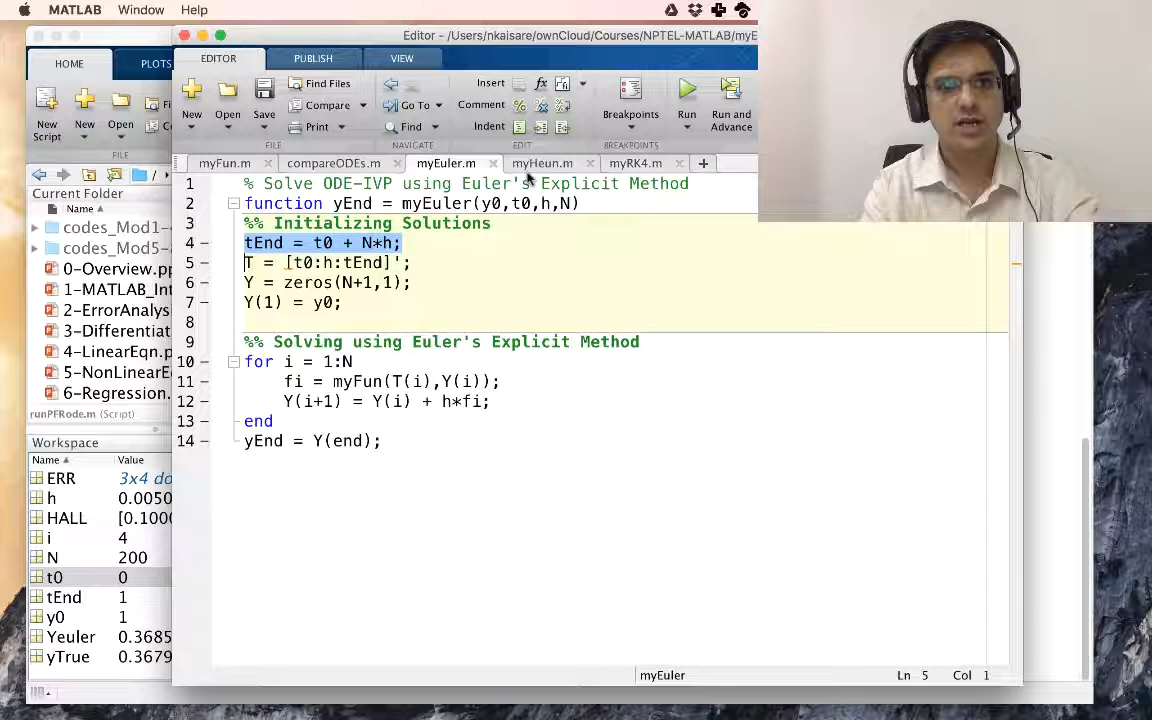 MATLAB Window Help
Editor - /Users/nkaisare/ownCloud/Courses/NPTEL-MATLAB/myE
HOME PLOTS
EDITOR PUBLISH VIEW
New Script
New
Open
FILE
New
Open
Save
Find Files
Compare
Print
FILE
Go To
Find
NAVIGATE
Insert
Comment
Indent
EDIT
Breakpoints
BREAKPOINTS
Run
Run and Advance
myFun.m compareODEs.m myEuler.m myHeun.m myRK4.m
Current Folder
Name
codes_Mod1-4
codes_Mod5-
0-Overview.pp
1-MATLAB_Int
2-ErrorAnalysi
3-Differentiat
4-LinearEqn.p
5-NonLinearE
6-Regression.
runPFRode.m (Script)
Workspace
Name Value
ERR 3x4 do
h 0.0050
HALL [0.1000
i 4
N 200
t0 0
tEnd 1
y0 1
Yeuler 0.3685
yTrue 0.3679
1 % Solve ODE-IVP using Euler's Explicit Method
2 function yEnd = myEuler(y0,t0,h,N)
3 %% Initializing Solutions
4 tEnd = t0 + N*h;
5 T = [t0:h:tEnd]';
6 Y = zeros(N+1,1);
7 Y(1) = y0;
8
9 %% Solving using Euler's Explicit Method
10 for i = 1:N
11 fi = myFun(T(i),Y(i));
12 Y(i+1) = Y(i) + h*fi;
13 end
14 yEnd = Y(end);
myEuler
Ln 5 Col 1